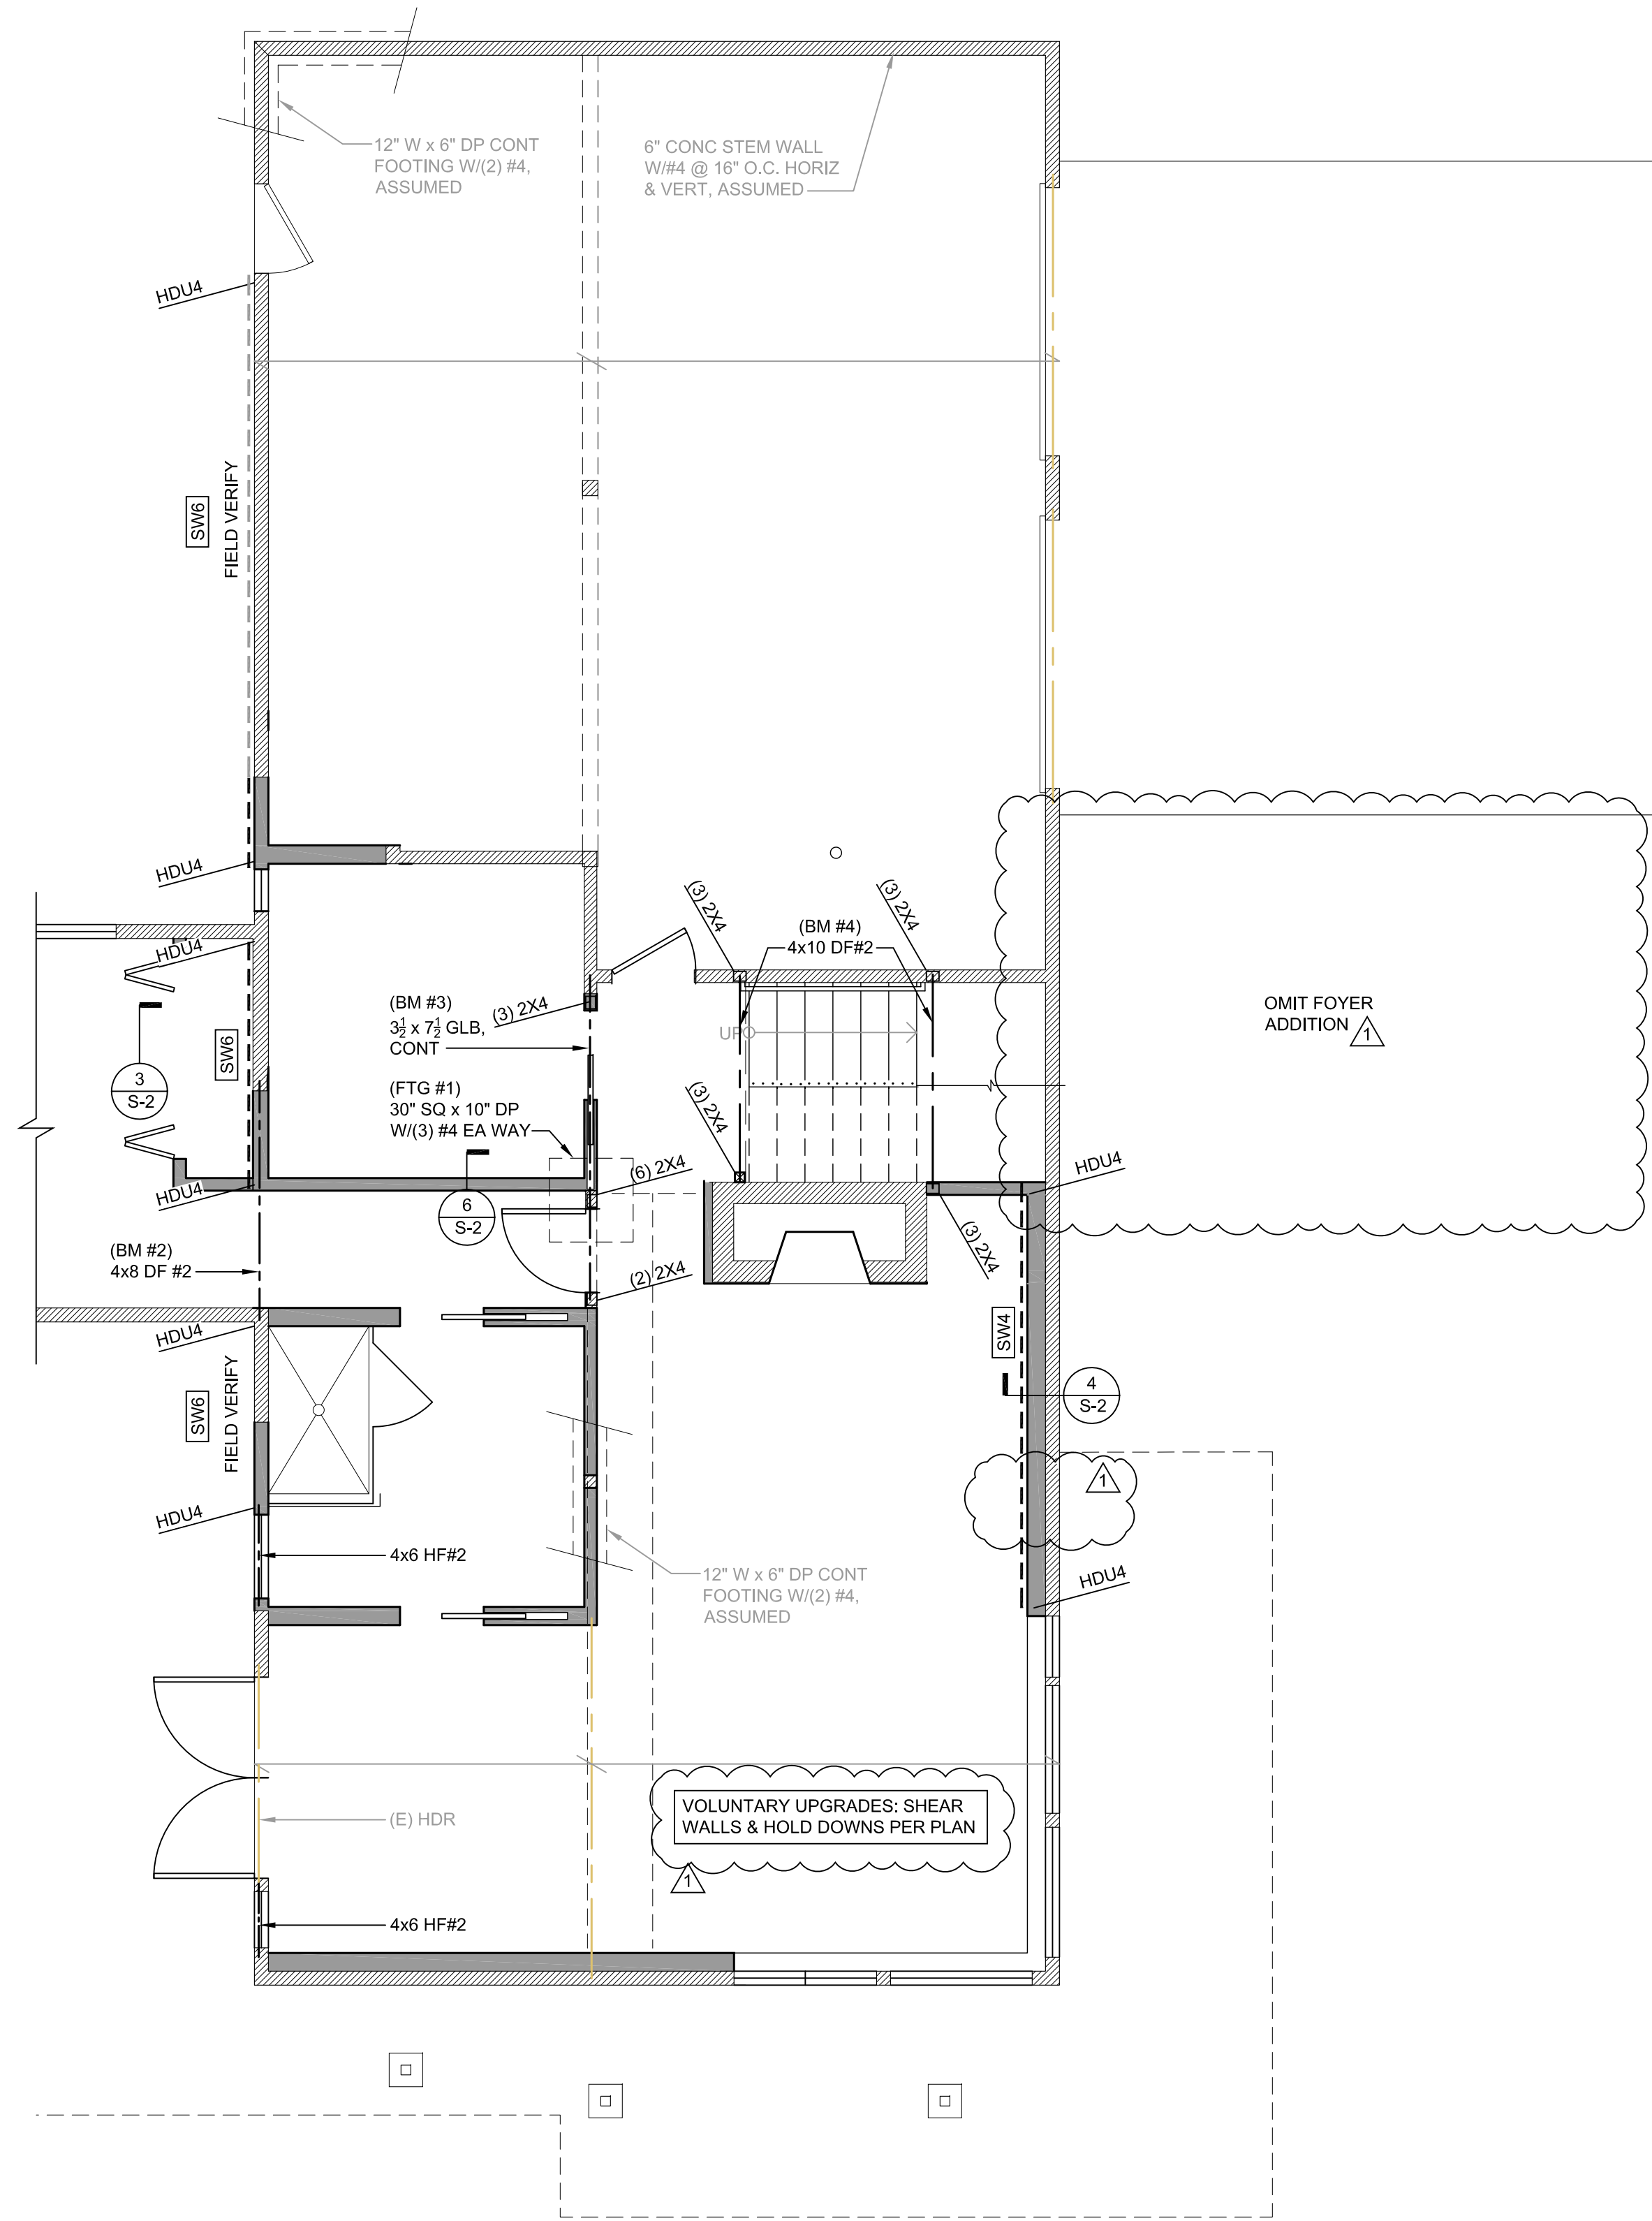 12" W x 6" DP CONT
FOOTING W/(2) #4,
ASSUMED
6" CONC STEM WALL
W/#4 @ 16" O.C. HORIZ
& VERT, ASSUMED
HDU4
SW6
FIELD VERIFY
HDU4
HDU4
SW6
3
S-2
(BM #3)
3½ x 7½ GLB,
CONT
(3) 2X4
(FTG #1)
30" SQ x 10" DP
W/(3) #4 EA WAY
(3) 2X4
(BM #4)
4x10 DF#2
(3) 2X4
UP
(3) 2X4
OMIT FOYER
ADDITION
1
HDU4
HDU4
6
S-2
(6) 2X4
(2) 2X4
(3) 2X4
(BM #2)
4x8 DF #2
HDU4
SW6
FIELD VERIFY
HDU4
SW4
4
S-2
1
HDU4
4x6 HF#2
12" W x 6" DP CONT
FOOTING W/(2) #4,
ASSUMED
(E) HDR
VOLUNTARY UPGRADES: SHEAR
WALLS & HOLD DOWNS PER PLAN
1
4x6 HF#2